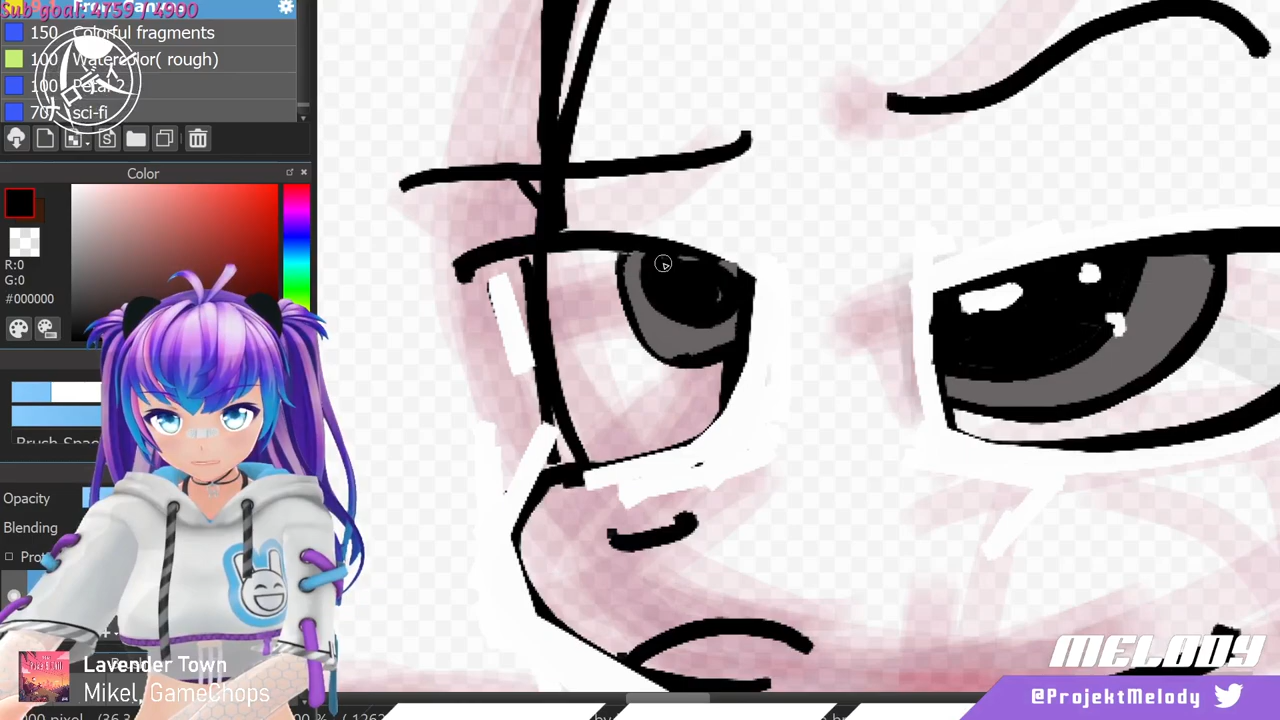 Sub goal: 4759 / 4900
150 Colorful fragments
100 Watercolor( rough)
100 Petal 2
70 sci-fi
Color
R:0
G:0
#000000
Opacity
Blending
Lavender Town
Mikel, GameChops
MELODY
@ProjektMelody